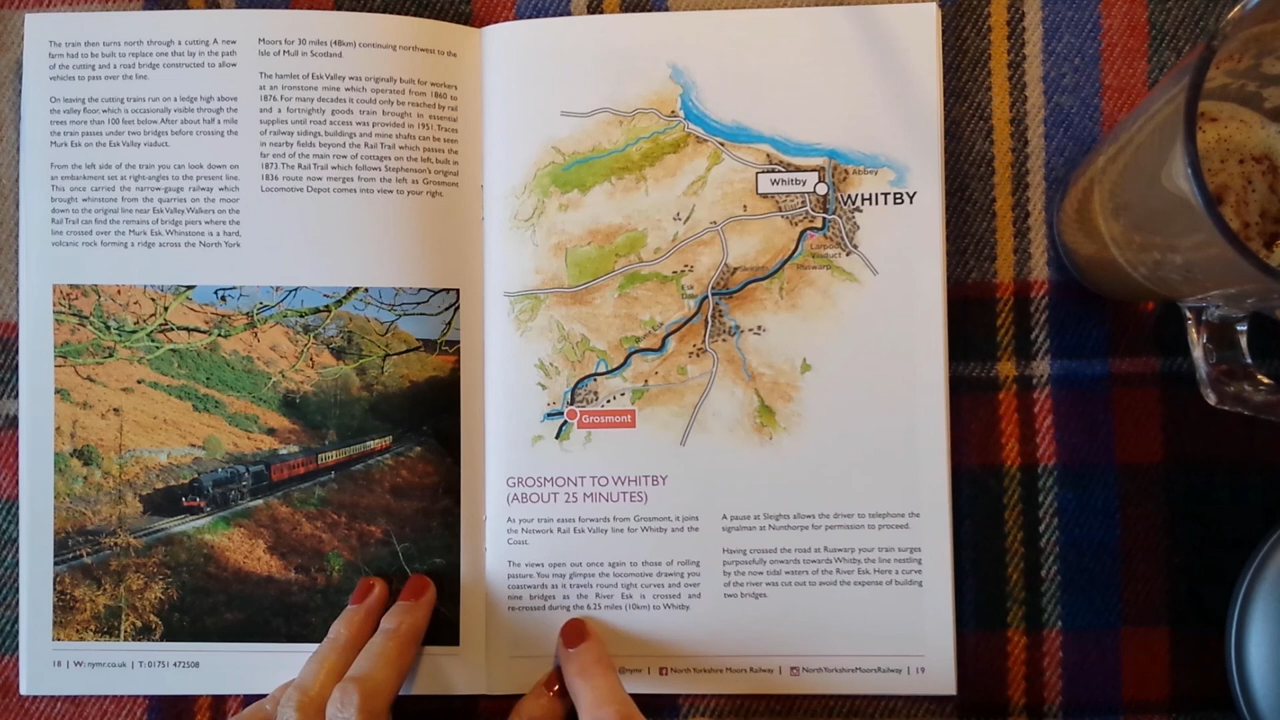 The train then turns north through a cutting. A new
farm had to be built to replace one that lay in the path
of the cutting and a road bridge constructed to allow
vehicles to pass over the line.
On leaving the cutting trains run on a ledge high above
the valley floor, which is occasionally visible through the
trees more than 100 feet below. After about half a mile
the train passes under two bridges before crossing the
Murk Esk on the Esk Valley viaduct.
From the left side of the train you can look down on
an embankment set at right-angles to the present line.
This once carried the narrow-gauge railway which
brought whinstone from the quarries on the moor
down to the original line near Esk Valley. Walkers on the
Rail Trail can find the remains of bridge piers where the
line crossed over the Murk Esk. Whinstone is a hard,
volcanic rock forming a ridge across the North York
Moors for 30 miles (48km) continuing northwest to the
Isle of Mull in Scotland.
The hamlet of Esk Valley was originally built for workers
at an ironstone mine which operated from 1860 to
1876. For many decades it could only be reached by rail
and a fortnightly goods train brought in essential
supplies until road access was provided in 1951. Traces
of railway sidings, buildings and mine shafts can be seen
in nearby fields beyond the Rail Trail which passes the
far end of the main row of cottages on the left, built in
1873. The Rail Trail which follows Stephenson's original
1836 route now merges from the left as Grosmont
Locomotive Depot comes into view to your right.
18 | W: nymr.co.uk | T: 01751 472508
Abbey
Whitby
WHITBY
Larpool
Viaduct
Ruswarp
Sleights
Esk
Grosmont
GROSMONT TO WHITBY
(ABOUT 25 MINUTES)
As your train eases forwards from Grosmont, it joins
the Network Rail Esk Valley line for Whitby and the
Coast.
The views open out once again to those of rolling
pasture. You may glimpse the locomotive drawing you
coastwards as it travels round tight curves and over
nine bridges as the River Esk is crossed and
re-crossed during the 6.25 miles (10km) to Whitby.
A pause at Sleights allows the driver to telephone the
signalman at Nunthorpe for permission to proceed.
Having crossed the road at Ruswarp your train surges
purposefully onwards towards Whitby, the line nestling
by the now tidal waters of the River Esk. Here a curve
of the river was cut out to avoid the expense of building
two bridges.
@nymr | North Yorkshire Moors Railway | NorthYorkshireMoorsRailway | 19